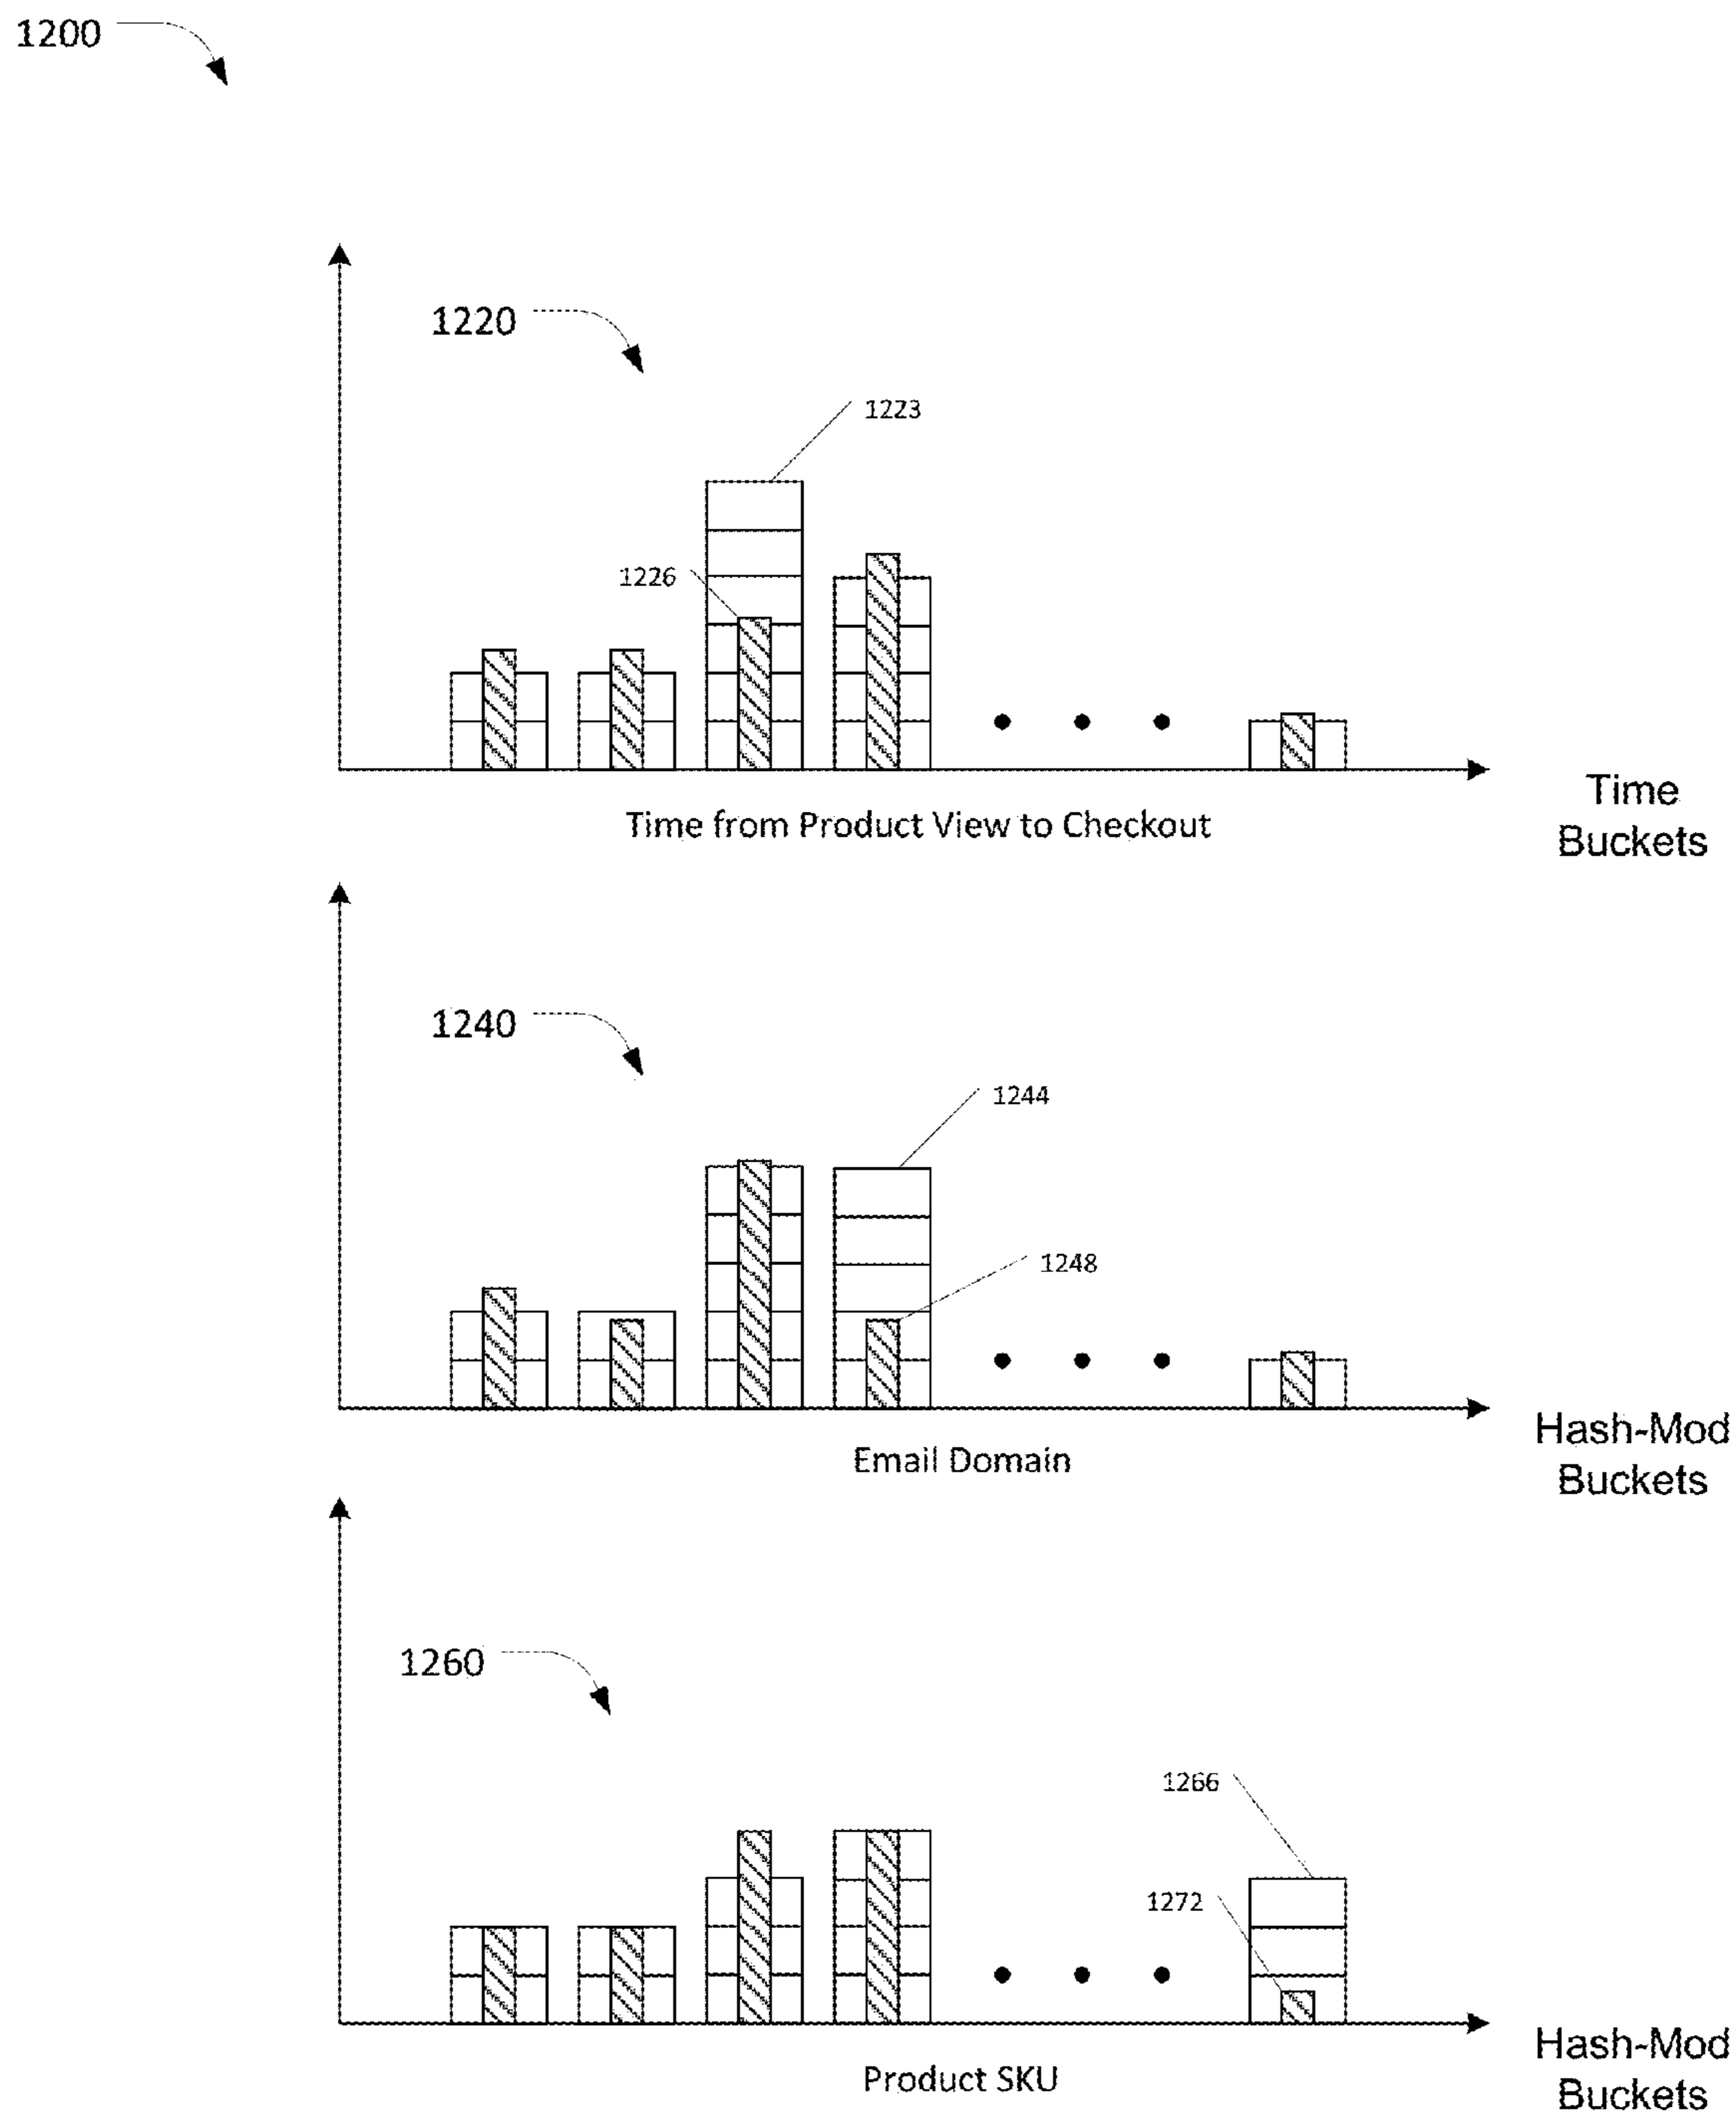 1200
1220
1223
1226
Time from Product View to Checkout
Time
Buckets
1240
1244
1248
Email Domain
Hash-Mod
Buckets
1260
1266
1272
Product SKU
Hash-Mod
Buckets